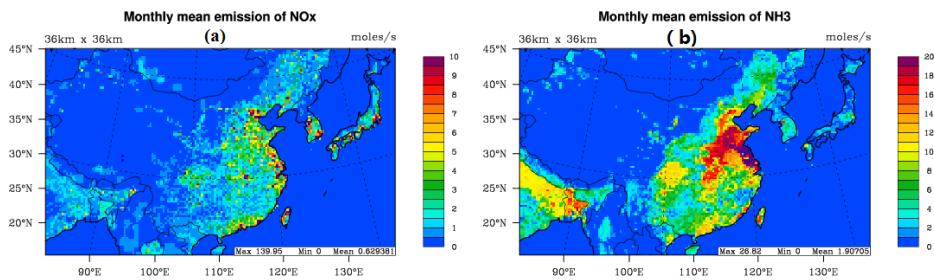 Monthly mean emission of NOx
36km x 36km (a) moles/s
45°N
40°N
35°N
30°N
25°N
20°N
90°E 100°E 110°E 120°E 130°E
Max 139.95 Min 0 Mean 0.629381
10
9
8
7
6
5
4
3
2
1
0
Monthly mean emission of NH3
36km x 36km ( b ) moles/s
45°N
40°N
35°N
30°N
25°N
20°N
90°E 100°E 110°E 120°E 130°E
Max 26.82 Min 0 Mean 1.90705
20
18
16
14
12
10
8
6
4
2
0